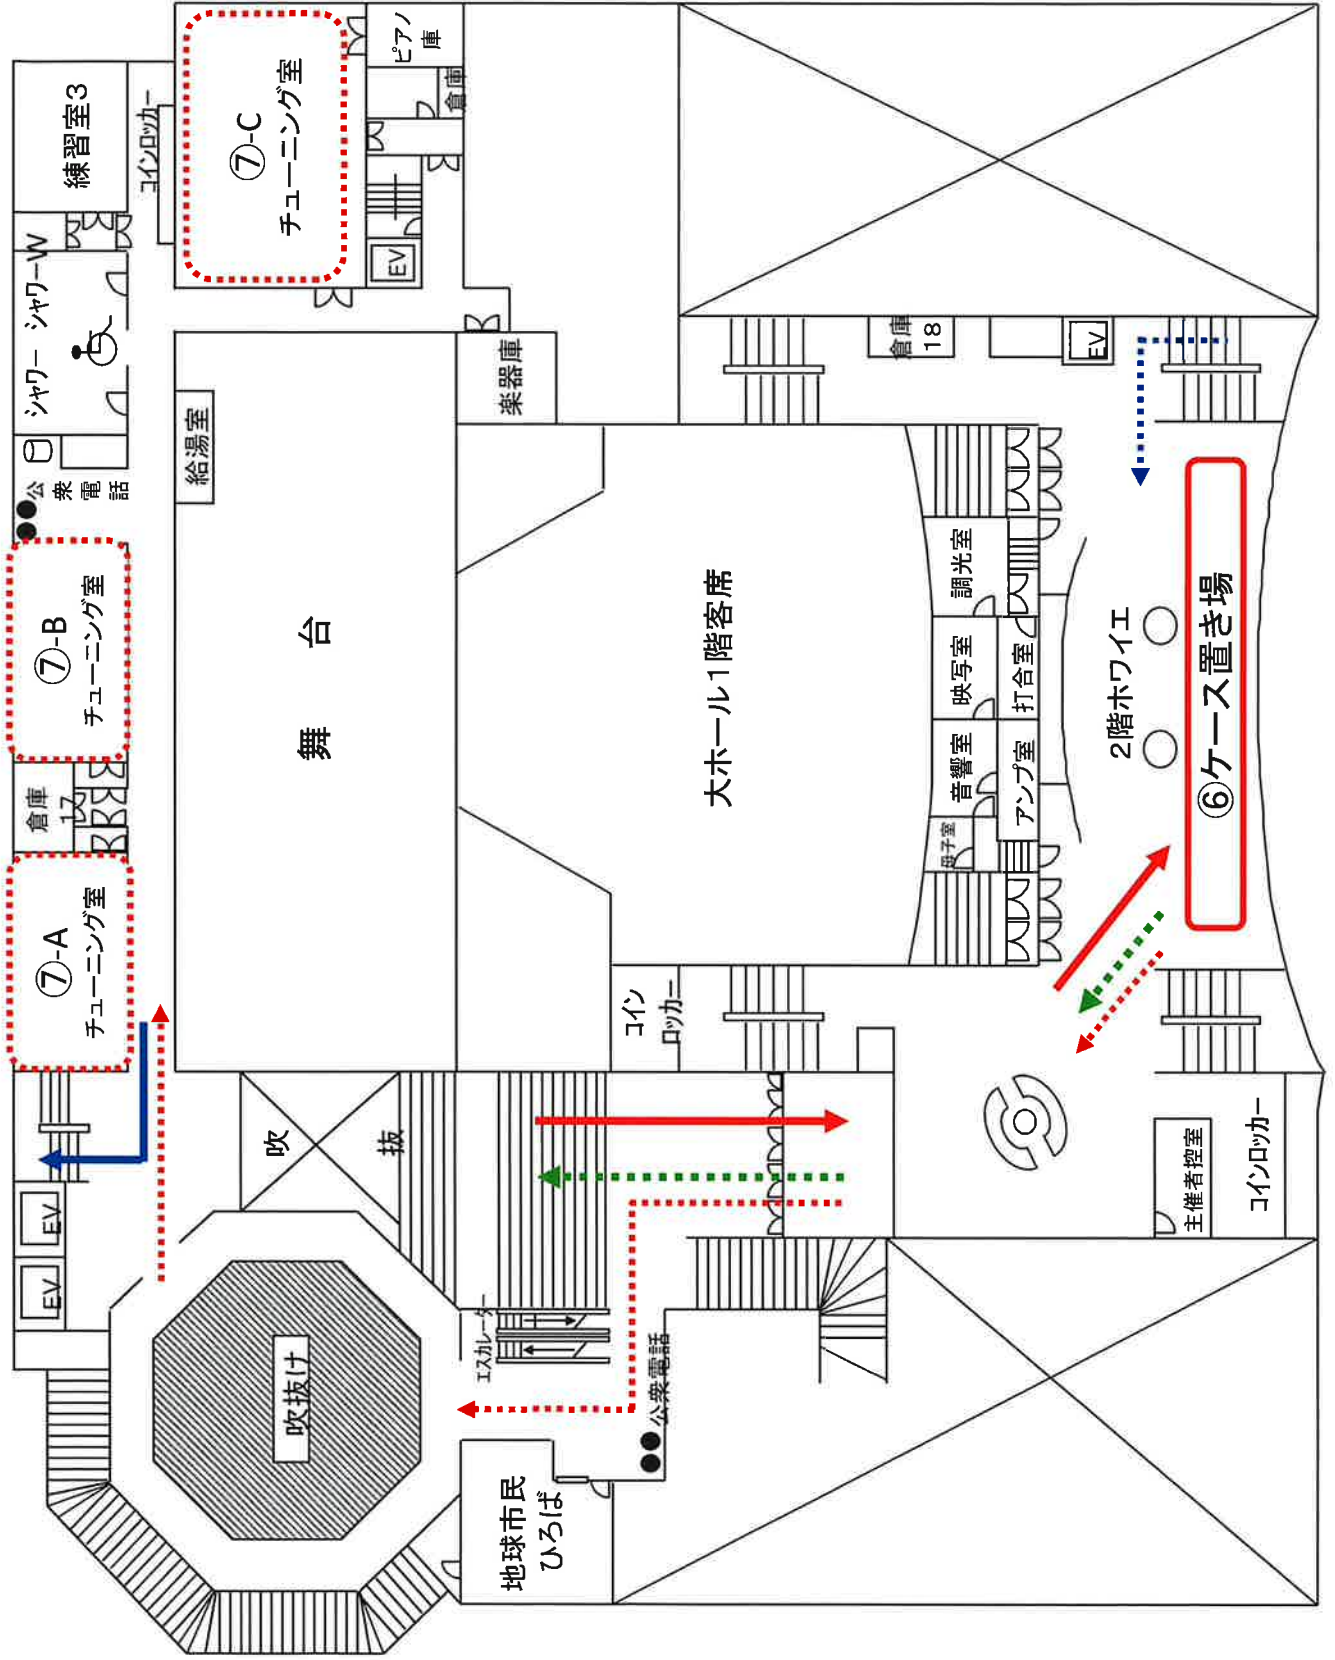 練習室3
コインロッカー
⑦-C
チューニング室
ピアノ
庫
倉庫
EV
シャワーW
シャワー
公
衆
電
話
給湯室
楽器庫
倉庫
18
EV
⑦-B
チューニング室
倉庫
17
⑦-A
チューニング室
舞台
大ホール1階客席
調光室
映写室
打合室
音響室
アンプ室
母子室
2階ホワイエ
⑥ケース置き場
コイン
ロッカー
吹
抜
EV
EV
吹抜け
エスカレーター
公衆電話
地球市民
ひろば
主催者控室
コインロッカー